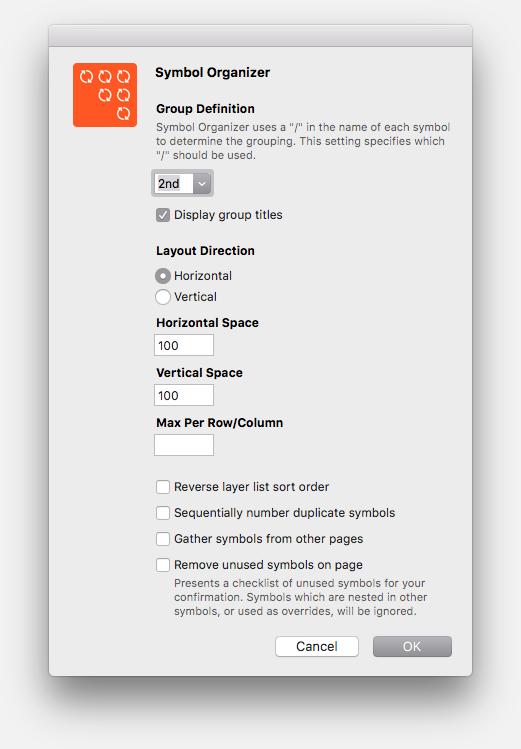 Symbol Organizer
Group Definition
Symbol Organizer uses a "/" in the name of each symbol
to determine the grouping. This setting specifies which
"/" should be used.
2nd
Display group titles
Layout Direction
Horizontal
Vertical
Horizontal Space
100
Vertical Space
100
Max Per Row/Column
Reverse layer list sort order
Sequentially number duplicate symbols
Gather symbols from other pages
Remove unused symbols on page
Presents a checklist of unused symbols for your
confirmation. Symbols which are nested in other
symbols, or used as overrides, will be ignored.
Cancel
OK